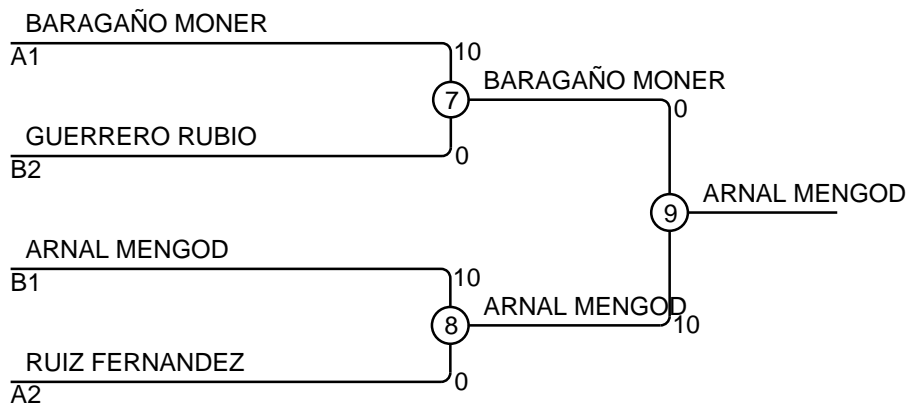 BARAGAÑO MONER
A1
10
7
BARAGAÑO MONER
0
GUERRERO RUBIO
B2
0
9
ARNAL MENGOD
ARNAL MENGOD
B1
10
8
ARNAL MENGOD
10
RUIZ FERNANDEZ
A2
0